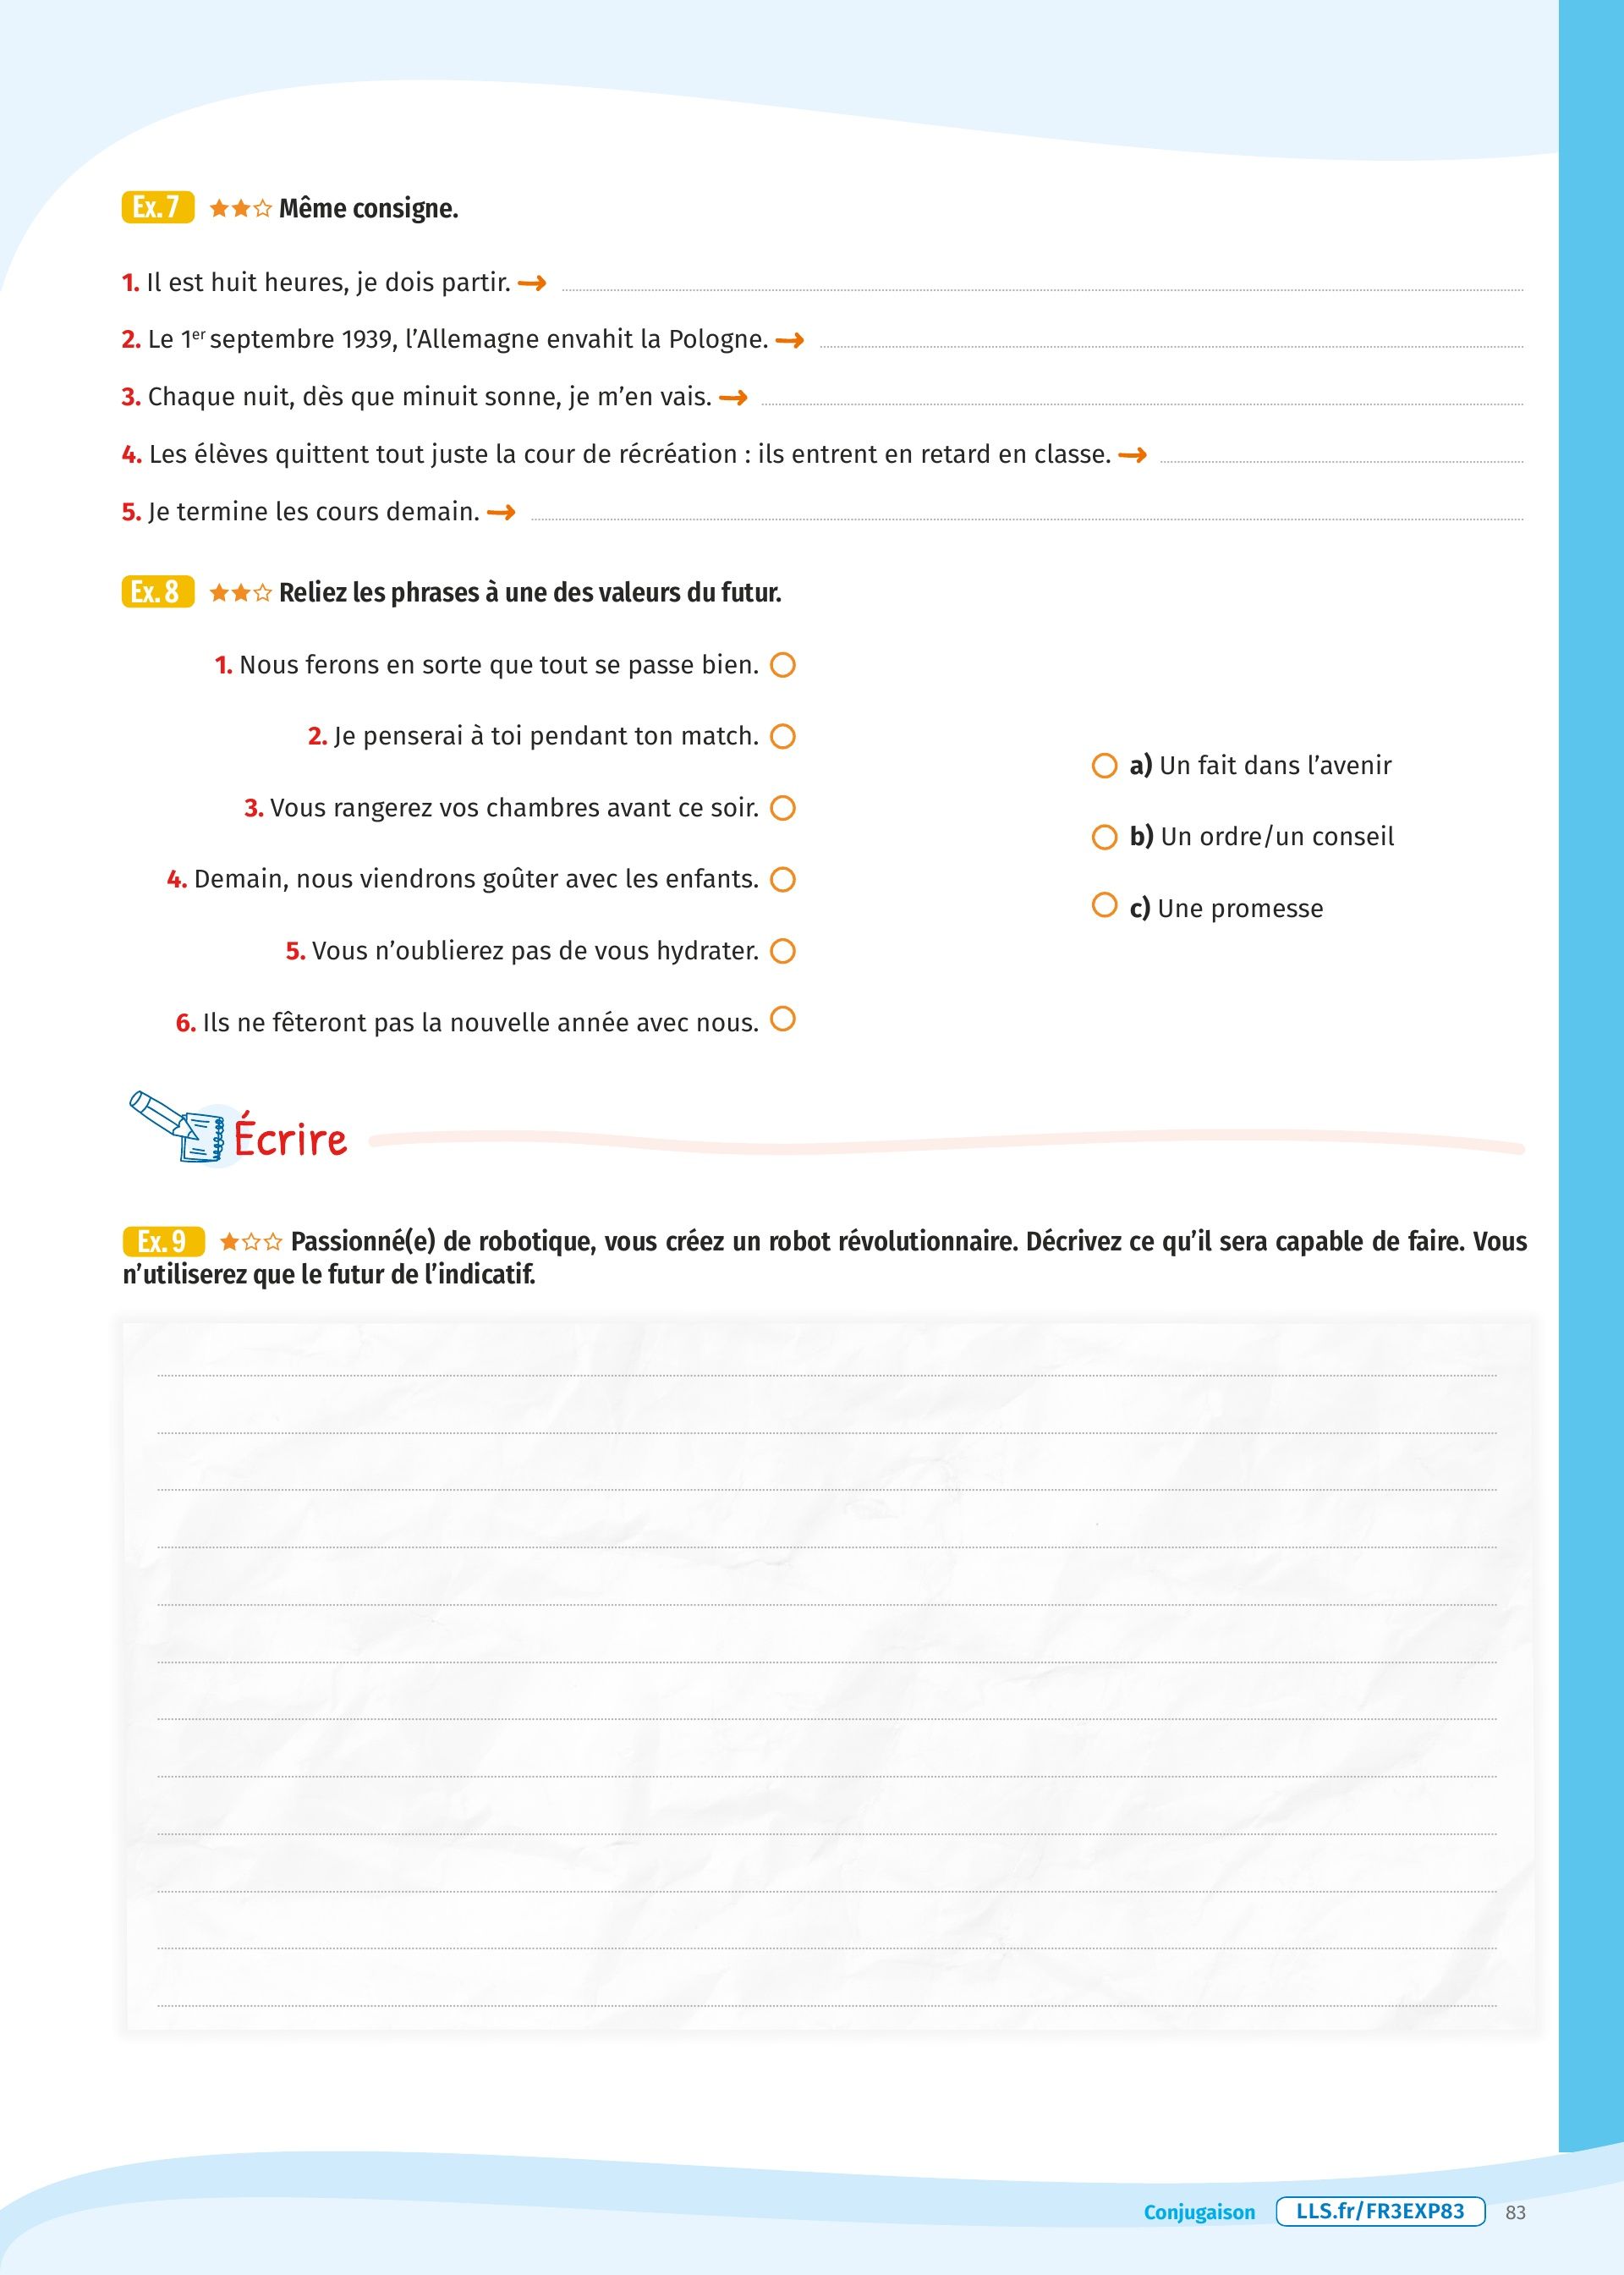 Ex. 7 ★★☆ Même consigne.
1. Il est huit heures, je dois partir. →
2. Le 1er septembre 1939, l’Allemagne envahit la Pologne. →
3. Chaque nuit, dès que minuit sonne, je m’en vais. →
4. Les élèves quittent tout juste la cour de récréation : ils entrent en retard en classe. →
5. Je termine les cours demain. →
Ex. 8 ★★☆ Reliez les phrases à une des valeurs du futur.
1. Nous ferons en sorte que tout se passe bien.
2. Je penserai à toi pendant ton match.
3. Vous rangerez vos chambres avant ce soir.
4. Demain, nous viendrons goûter avec les enfants.
5. Vous n’oublierez pas de vous hydrater.
6. Ils ne fêteront pas la nouvelle année avec nous.
a) Un fait dans l’avenir
b) Un ordre/un conseil
c) Une promesse
Écrire
Ex. 9 ★☆☆ Passionné(e) de robotique, vous créez un robot révolutionnaire. Décrivez ce qu’il sera capable de faire. Vous
n’utiliserez que le futur de l’indicatif.
Conjugaison LLS.fr/FR3EXP83 83